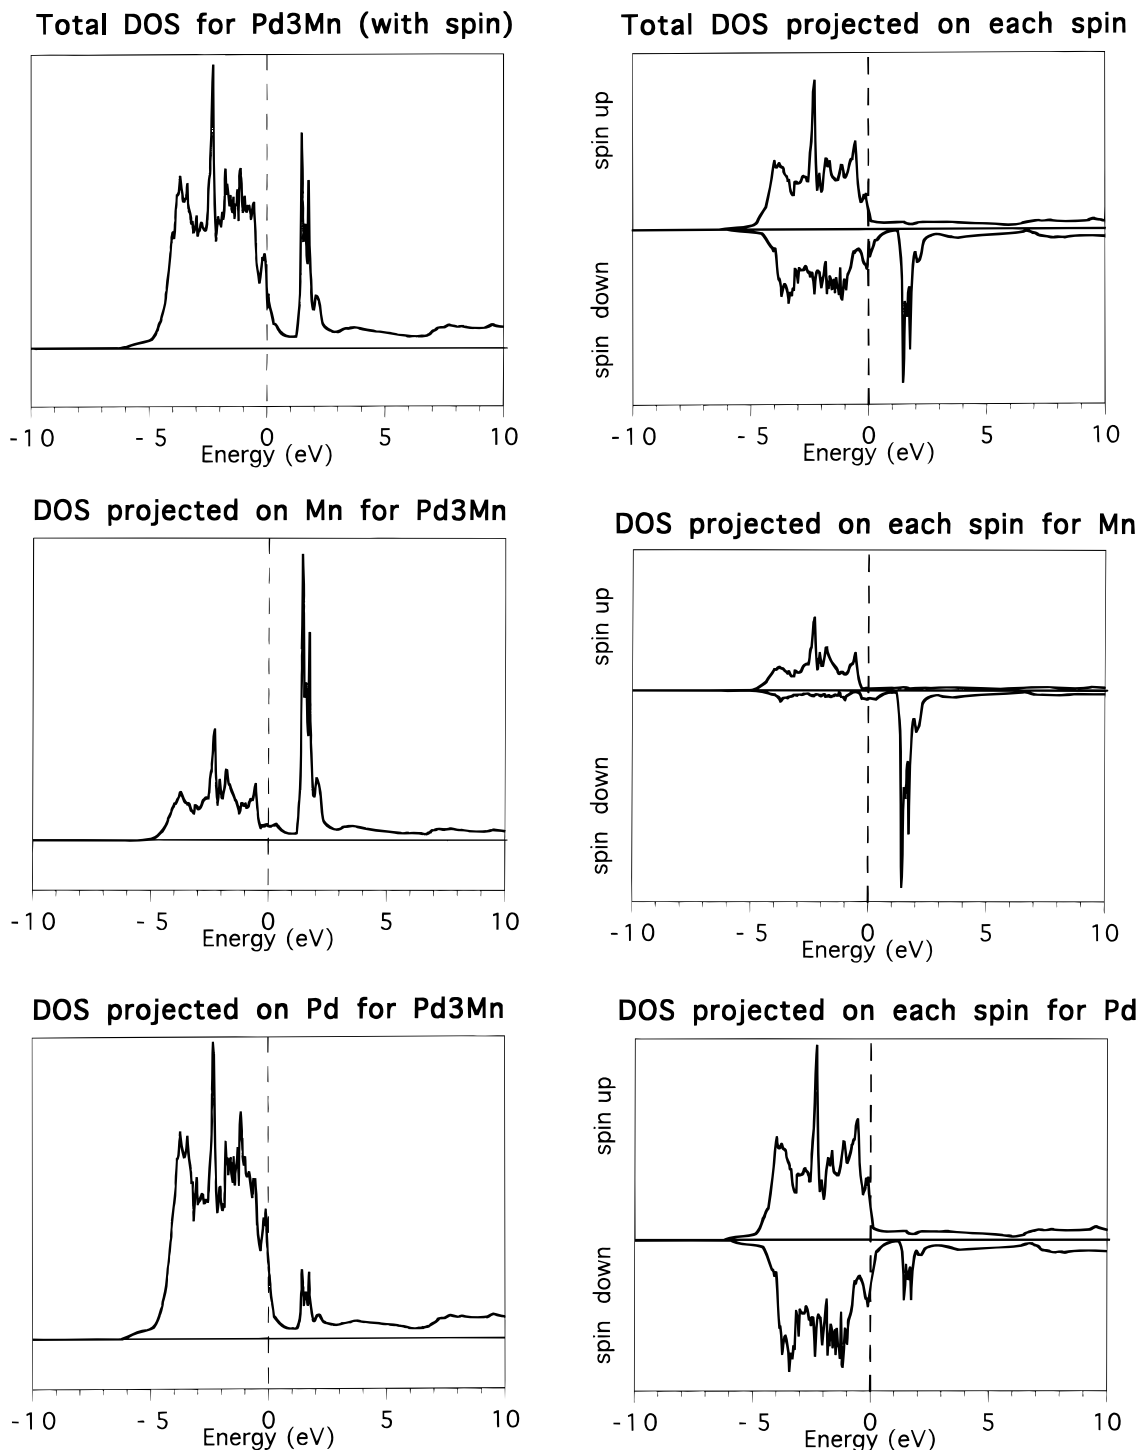 Total DOS for Pd3Mn (with spin)
-10 -5 0 5 10
Energy (eV)
Total DOS projected on each spin
spin up
spin down
-10 -5 0 5 10
Energy (eV)
DOS projected on Mn for Pd3Mn
-10 -5 0 5 10
Energy (eV)
DOS projected on each spin for Mn
spin up
spin down
-10 -5 0 5 10
Energy (eV)
DOS projected on Pd for Pd3Mn
-10 -5 0 5 10
Energy (eV)
DOS projected on each spin for Pd
spin up
spin down
-10 -5 0 5 10
Energy (eV)